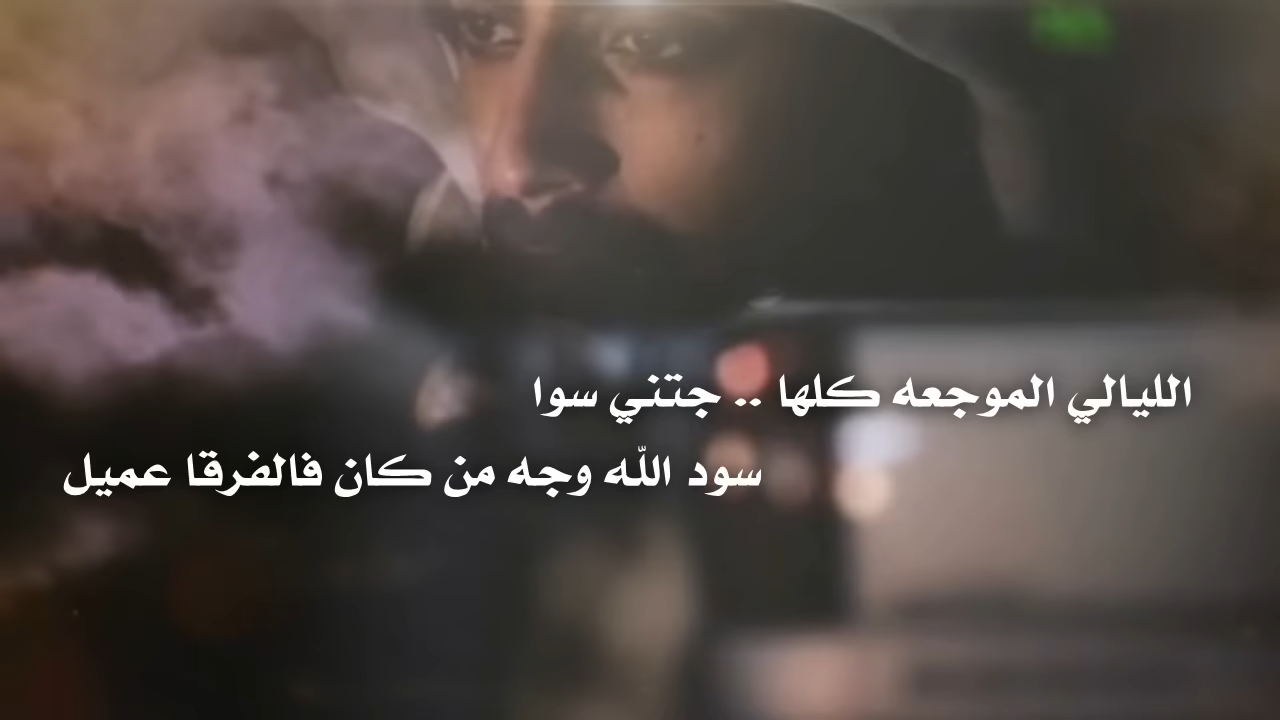 الليالي الموجعه كلها .. جتني سوا
سود الله وجه من كان فالفرقا عميل